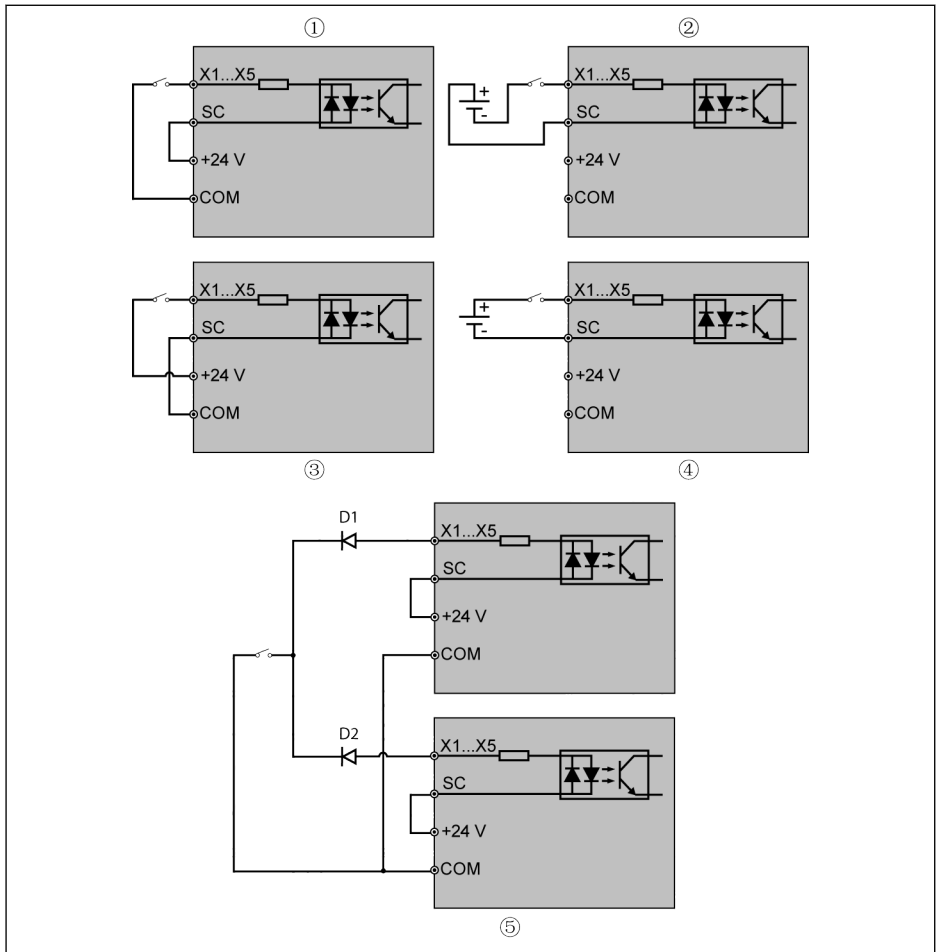 ①
X1...X5
SC
+24 V
COM
②
+
-
X1...X5
SC
+24 V
COM
X1...X5
SC
+24 V
COM
③
+
-
X1...X5
SC
+24 V
COM
④
D1
X1...X5
SC
+24 V
COM
D2
X1...X5
SC
+24 V
COM
⑤